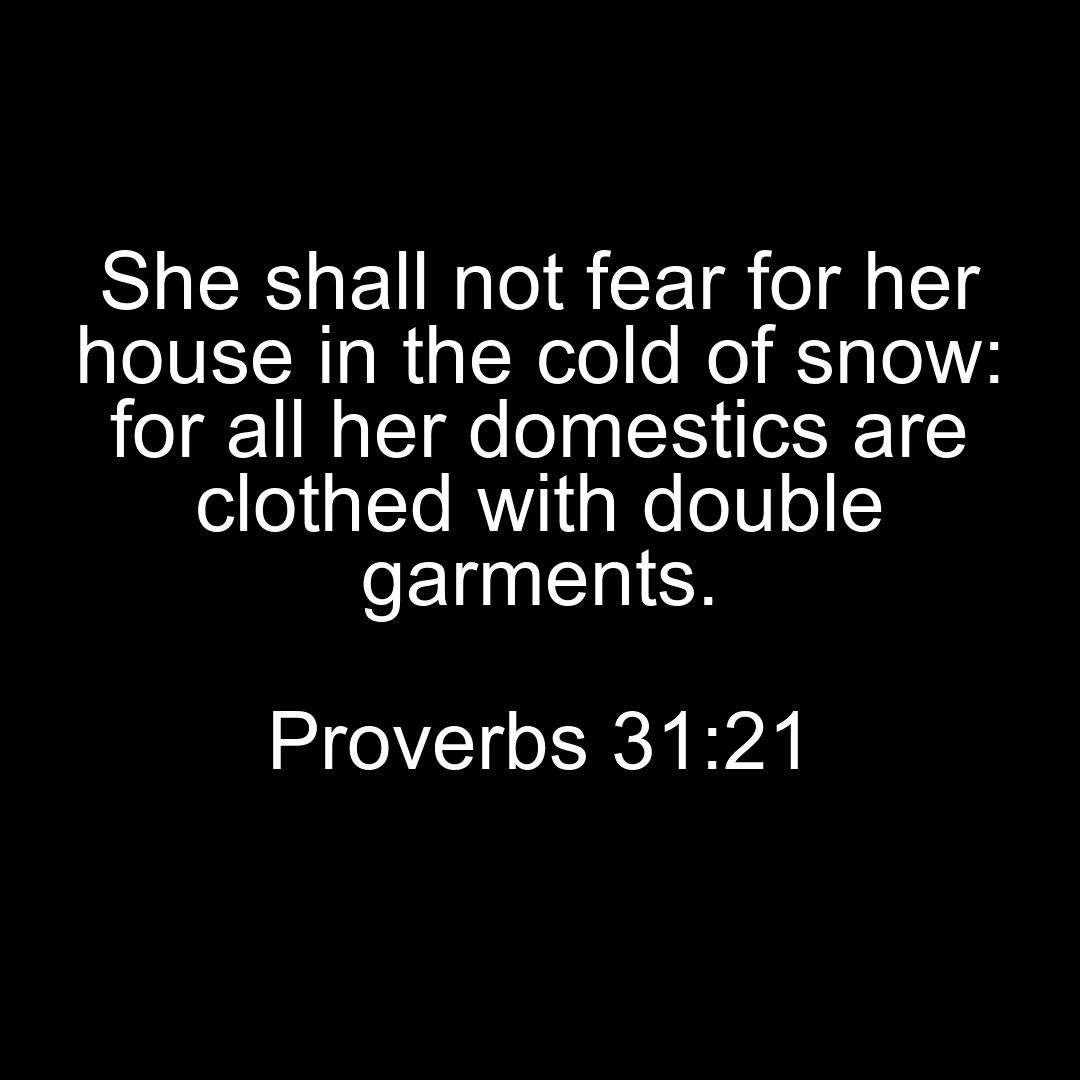 She shall not fear for her
house in the cold of snow:
for all her domestics are
clothed with double
garments.
Proverbs 31:21